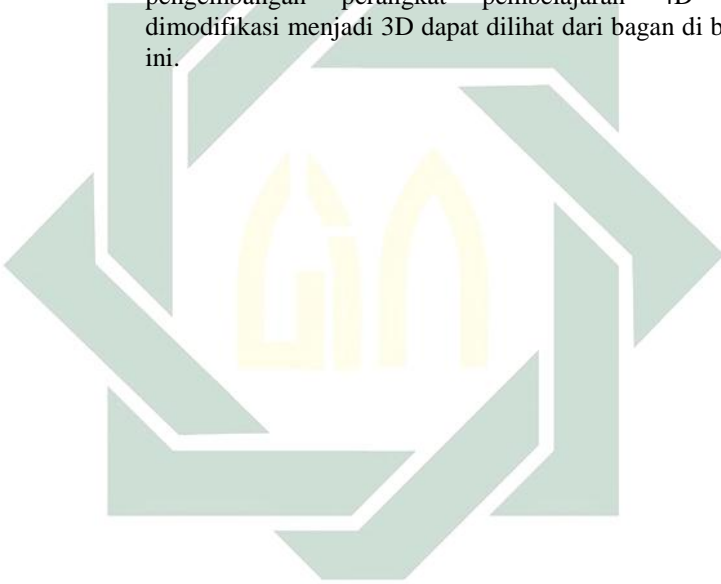 pengembangan perangkat pembelajaran 4D
dimodifikasi menjadi 3D dapat dilihat dari bagan di
ini.